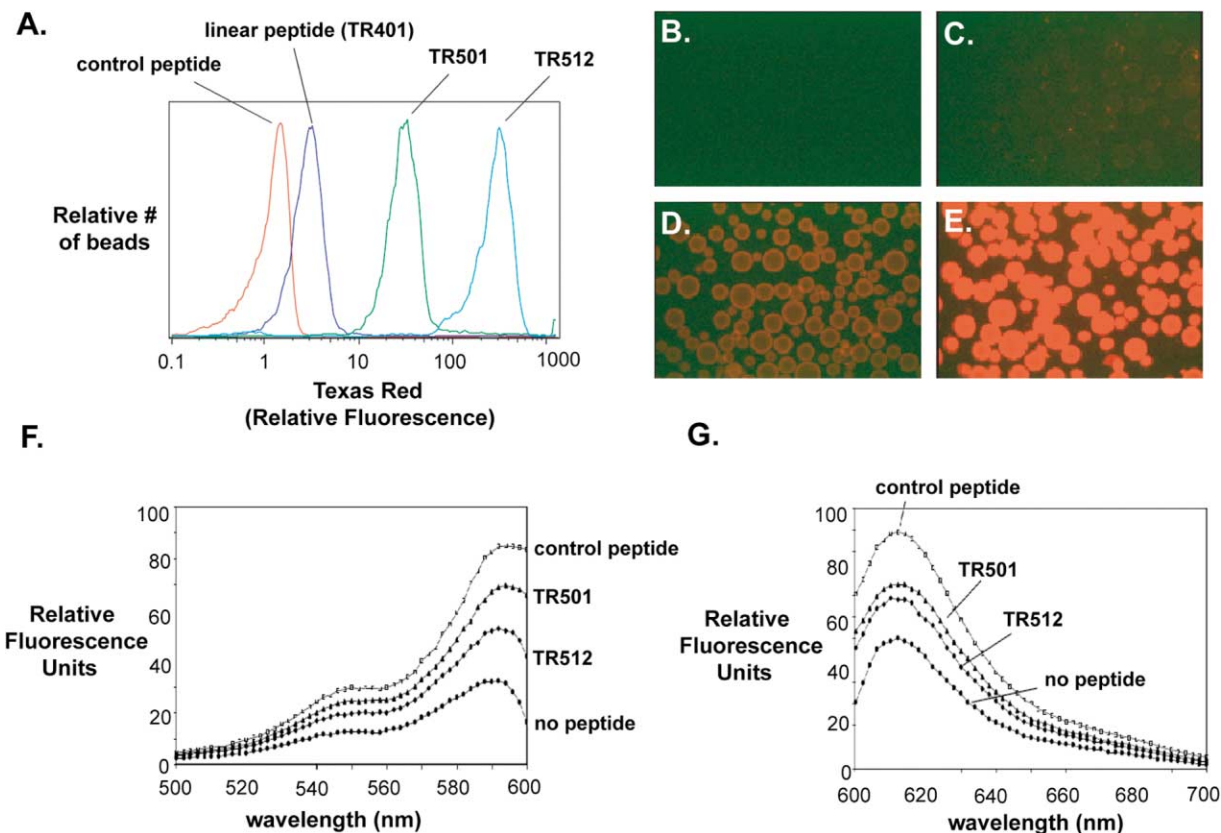 A.
linear peptide (TR401)
control peptide
TR501
TR512
Relative #
of beads
0.1
1
10
100
1000
Texas Red
(Relative Fluorescence)
B.
C.
D.
E.
F.
Relative
Fluorescence
Units
100
80
60
40
20
0
500
520
540
560
580
600
wavelength (nm)
control peptide
TR501
TR512
no peptide
G.
control peptide
TR501
TR512
no peptide
Relative
Fluorescence
Units
100
80
60
40
20
0
600
620
640
660
680
700
wavelength (nm)